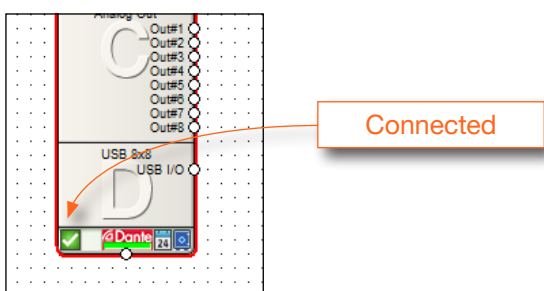 Analog Out
C
Out#1
Out#2
Out#3
Out#4
Out#5
Out#6
Out#7
Out#8
Connected
USB 8x8
USB I/O
D
Dante
24